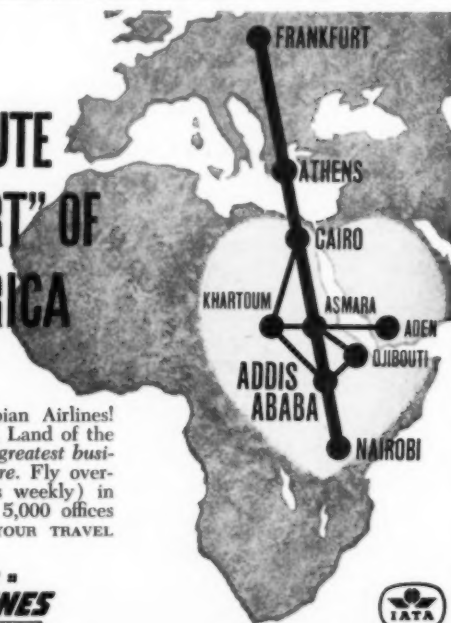 UTE
RT" OF
RICA
bian Airlines!
Land of the
greatest busi-
re. Fly over-
s weekly) in
5,000 offices
YOUR TRAVEL
NES
FRANKFURT
ATHENS
CAIRO
KHARTOUM
ASMARA
ADEN
DJIBOUTI
ADDIS
ABABA
NAIROBI
IATA